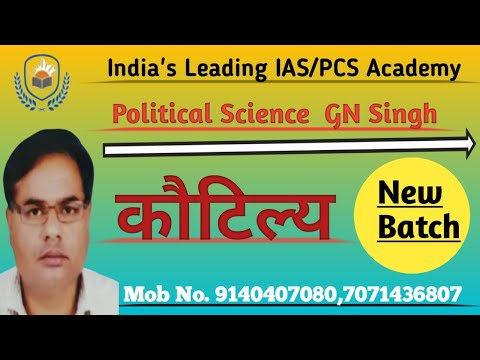 India's Leading IAS/PCS Academy
Political Science GN Singh
कौटिल्य
New
Batch
Mob No. 9140407080,7071436807